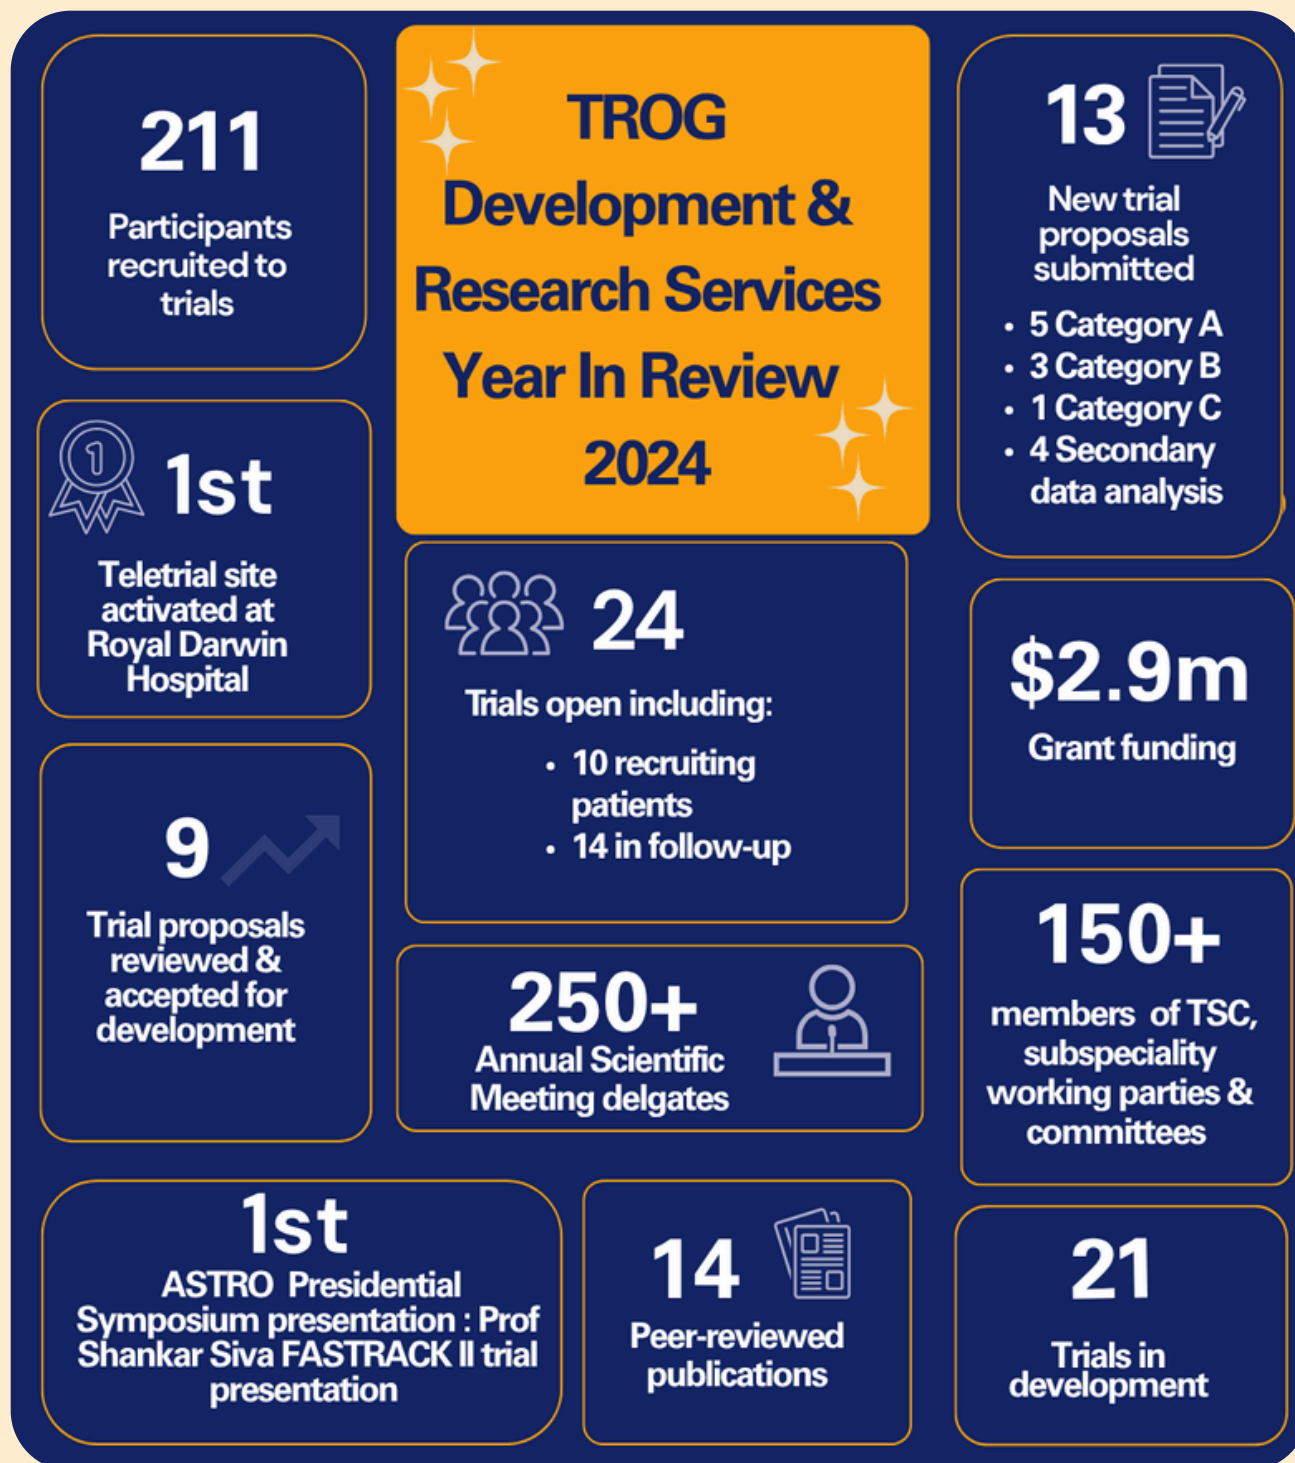 211
Participants
recruited to
trials
TROG
Development &
Research Services
Year In Review
2024
13
New trial
proposals
submitted
• 5 Category A
• 3 Category B
• 1 Category C
• 4 Secondary
data analysis
1
1st
Teletrial site
activated at
Royal Darwin
Hospital
24
Trials open including:
• 10 recruiting
patients
• 14 in follow-up
$2.9m
Grant funding
9
Trial proposals
reviewed &
accepted for
development
250+
Annual Scientific
Meeting delgates
150+
members of TSC,
subspeciality
working parties &
committees
1st
ASTRO Presidential
Symposium presentation : Prof
Shankar Siva FASTRACK II trial
presentation
14
Peer-reviewed
publications
21
Trials in
development